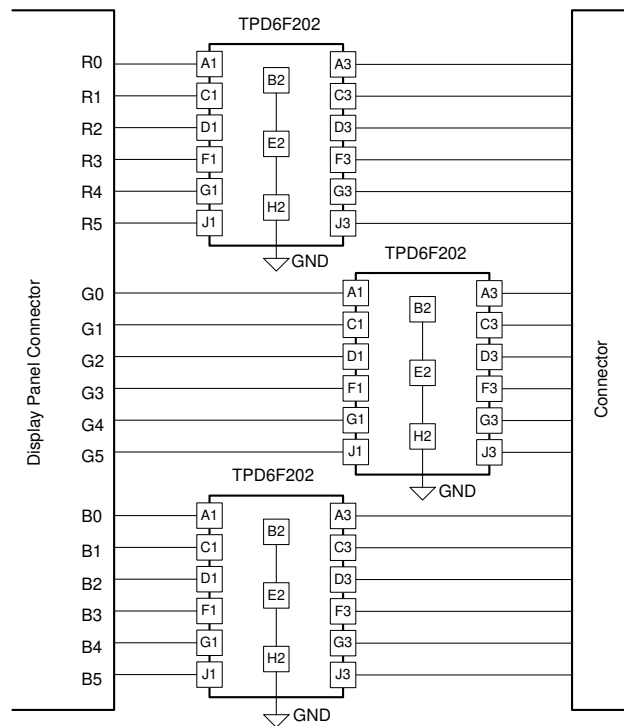 TPD6F202
R0 A1 B2 A3
R1 C1 C3
R2 D1 E2 D3
R3 F1 F3
R4 G1 H2 G3
R5 J1 J3
GND
TPD6F202
G0 A1 B2 A3
G1 C1 C3
G2 D1 E2 D3
G3 F1 F3
G4 G1 H2 G3
G5 J1 J3
GND
TPD6F202
B0 A1 B2 A3
B1 C1 C3
B2 D1 E2 D3
B3 F1 F3
B4 G1 H2 G3
B5 J1 J3
GND
Display Panel Connector
Connector